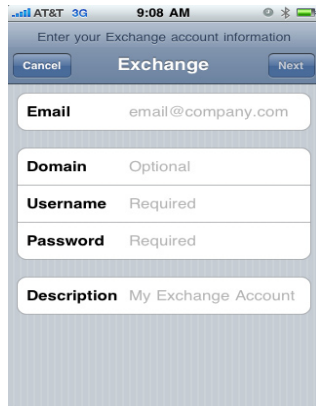 AT&T 3G 9:08 AM
Enter your Exchange account information
Cancel Exchange Next
Email email@company.com
Domain Optional
Username Required
Password Required
Description My Exchange Account